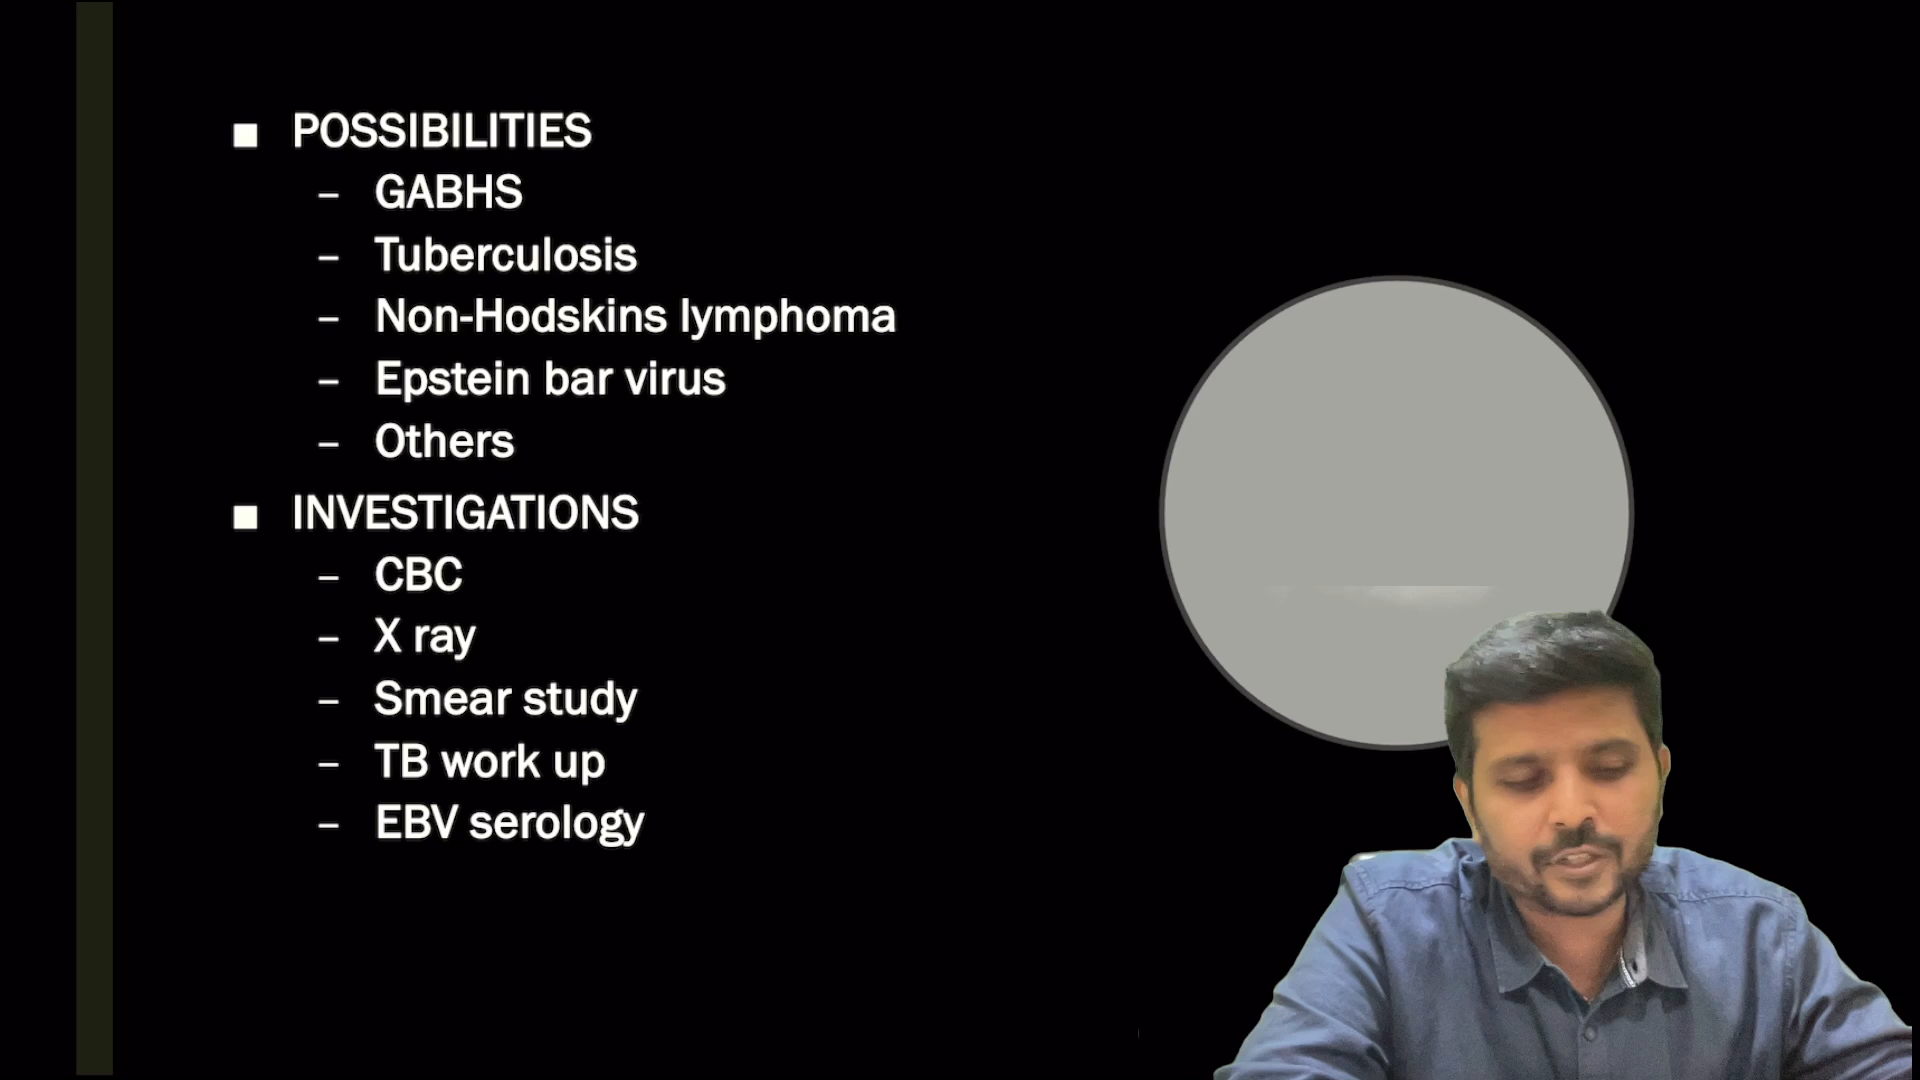 ■ POSSIBILITIES
– GABHS
– Tuberculosis
– Non-Hodskins lymphoma
– Epstein bar virus
– Others
■ INVESTIGATIONS
– CBC
– X ray
– Smear study
– TB work up
– EBV serology